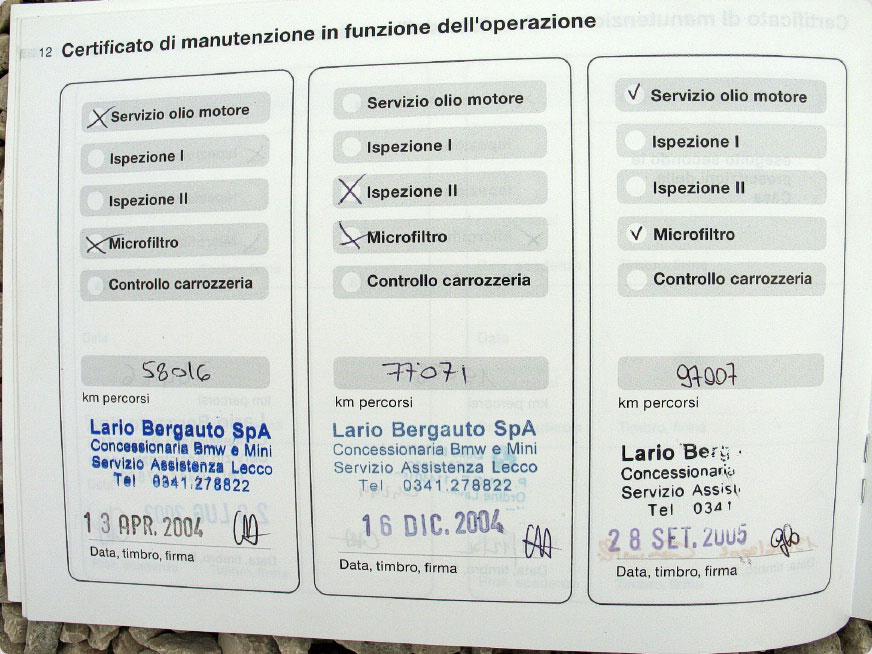 12 Certificato di manutenzione in funzione dell'operazione
Servizio olio motore
Ispezione I
Ispezione II
Microfiltro
Controllo carrozzeria
58016
km percorsi
Lario Bergauto SpA
Concessionaria Bmw e Mini
Servizio Assistenza Lecco
Tel 0341.278822
13 APR. 2004
Data, timbro, firma
Servizio olio motore
Ispezione I
Ispezione II
Microfiltro
Controllo carrozzeria
77071
km percorsi
Lario Bergauto SpA
Concessionaria Bmw e Mini
Servizio Assistenza Lecco
Tel 0341.278822
16 DIC. 2004
Data, timbro, firma
Servizio olio motore
Ispezione I
Ispezione II
Microfiltro
Controllo carrozzeria
97007
km percorsi
Lario Berg
Concessionaria
Servizio Assist
Tel 0341
28 SET. 2005
Data, timbro, firma